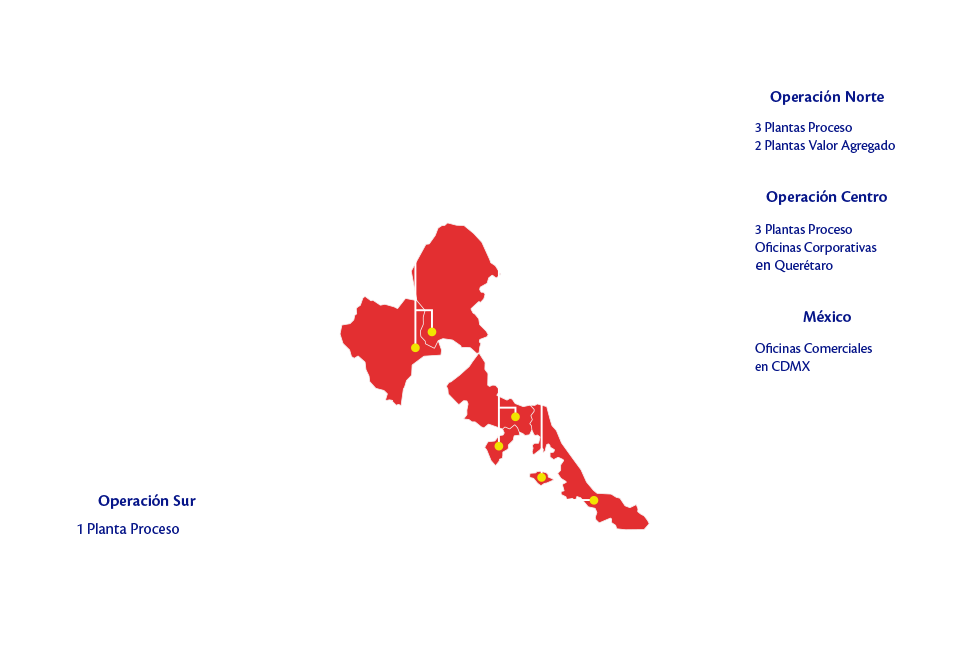 Operación Norte
3 Plantas Proceso
2 Plantas Valor Agregado
Operación Centro
3 Plantas Proceso
Oficinas Corporativas
en Querétaro
México
Oficinas Comerciales
en CDMX
Operación Sur
1 Planta Proceso